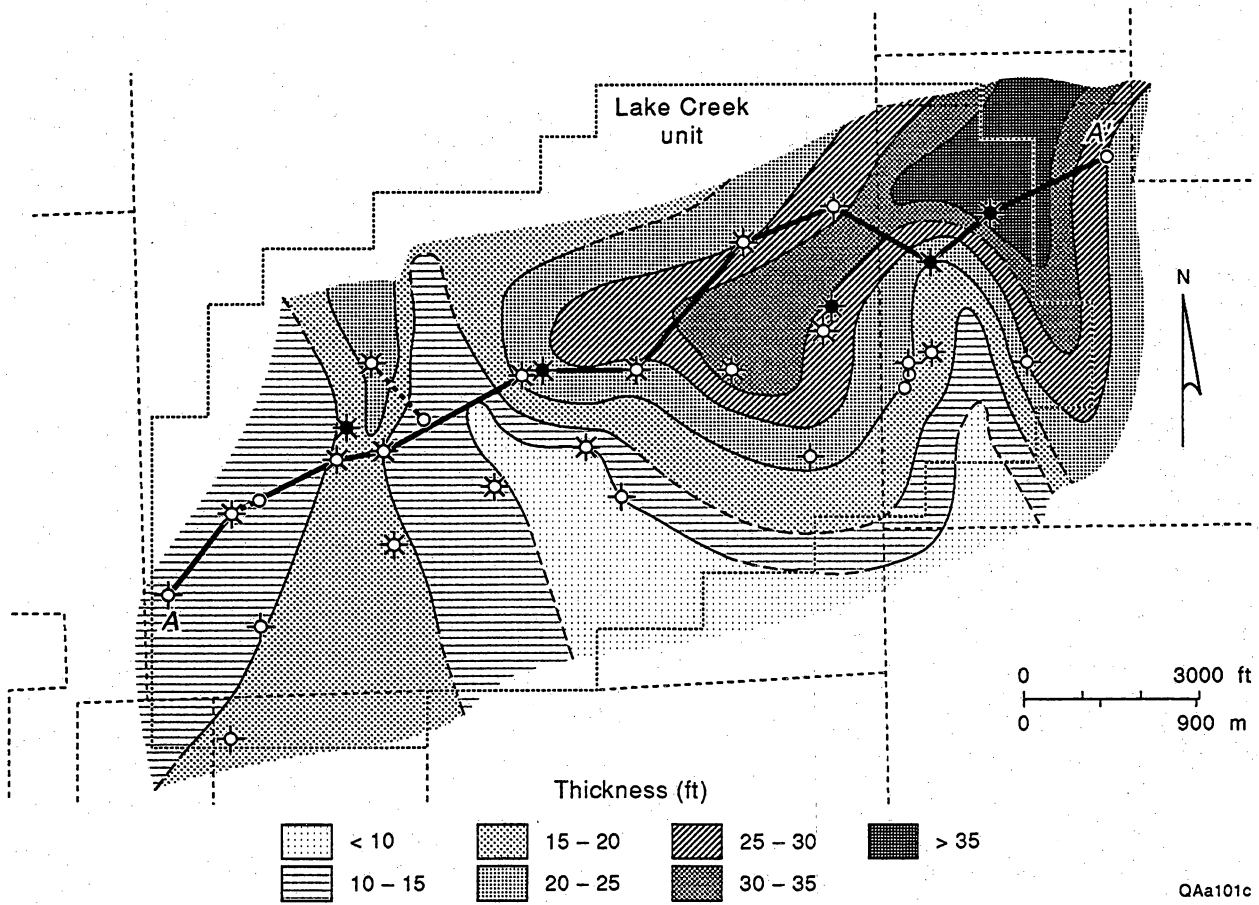 Lake Creek
unit
A'
N
A
0 3000 ft
0 900 m
Thickness (ft)
< 10
15 – 20
25 – 30
> 35
10 – 15
20 – 25
30 – 35
QAa101c